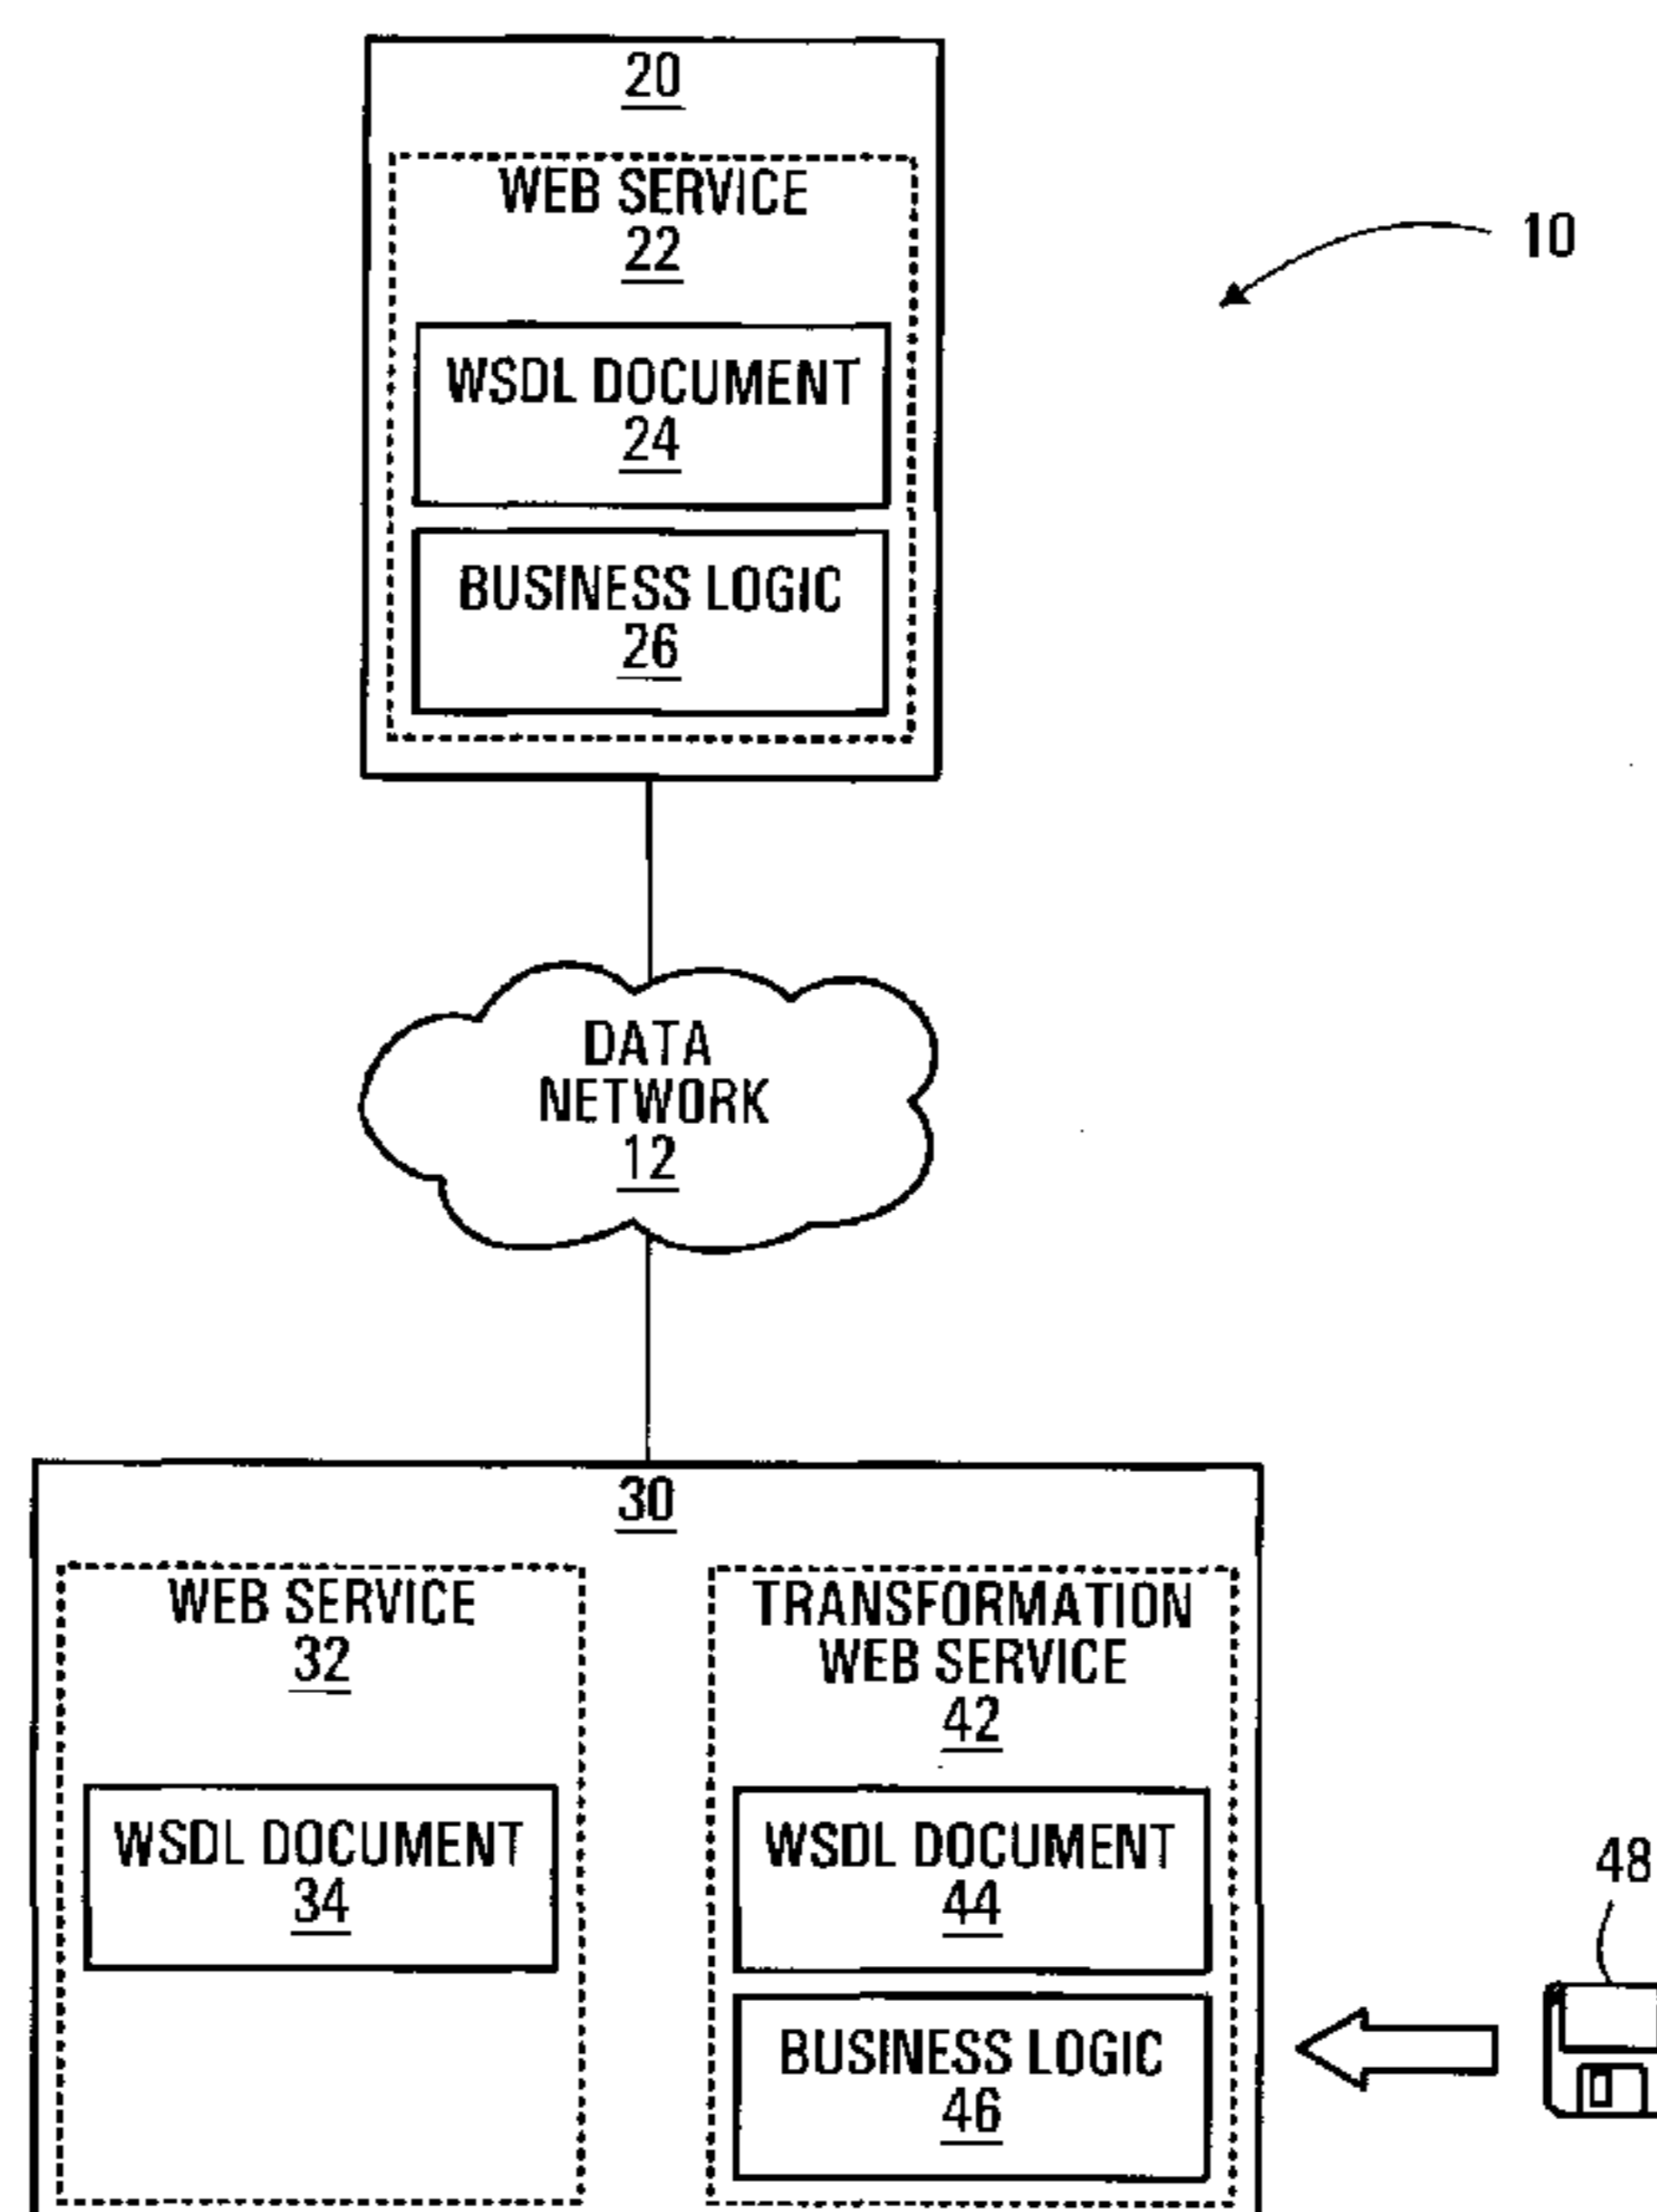 20
WEB SERVICE
22
10
WSDL DOCUMENT
24
BUSINESS LOGIC
26
DATA
NETWORK
12
30
WEB SERVICE
32
WSDL DOCUMENT
34
TRANSFORMATION
WEB SERVICE
42
WSDL DOCUMENT
44
BUSINESS LOGIC
46
48